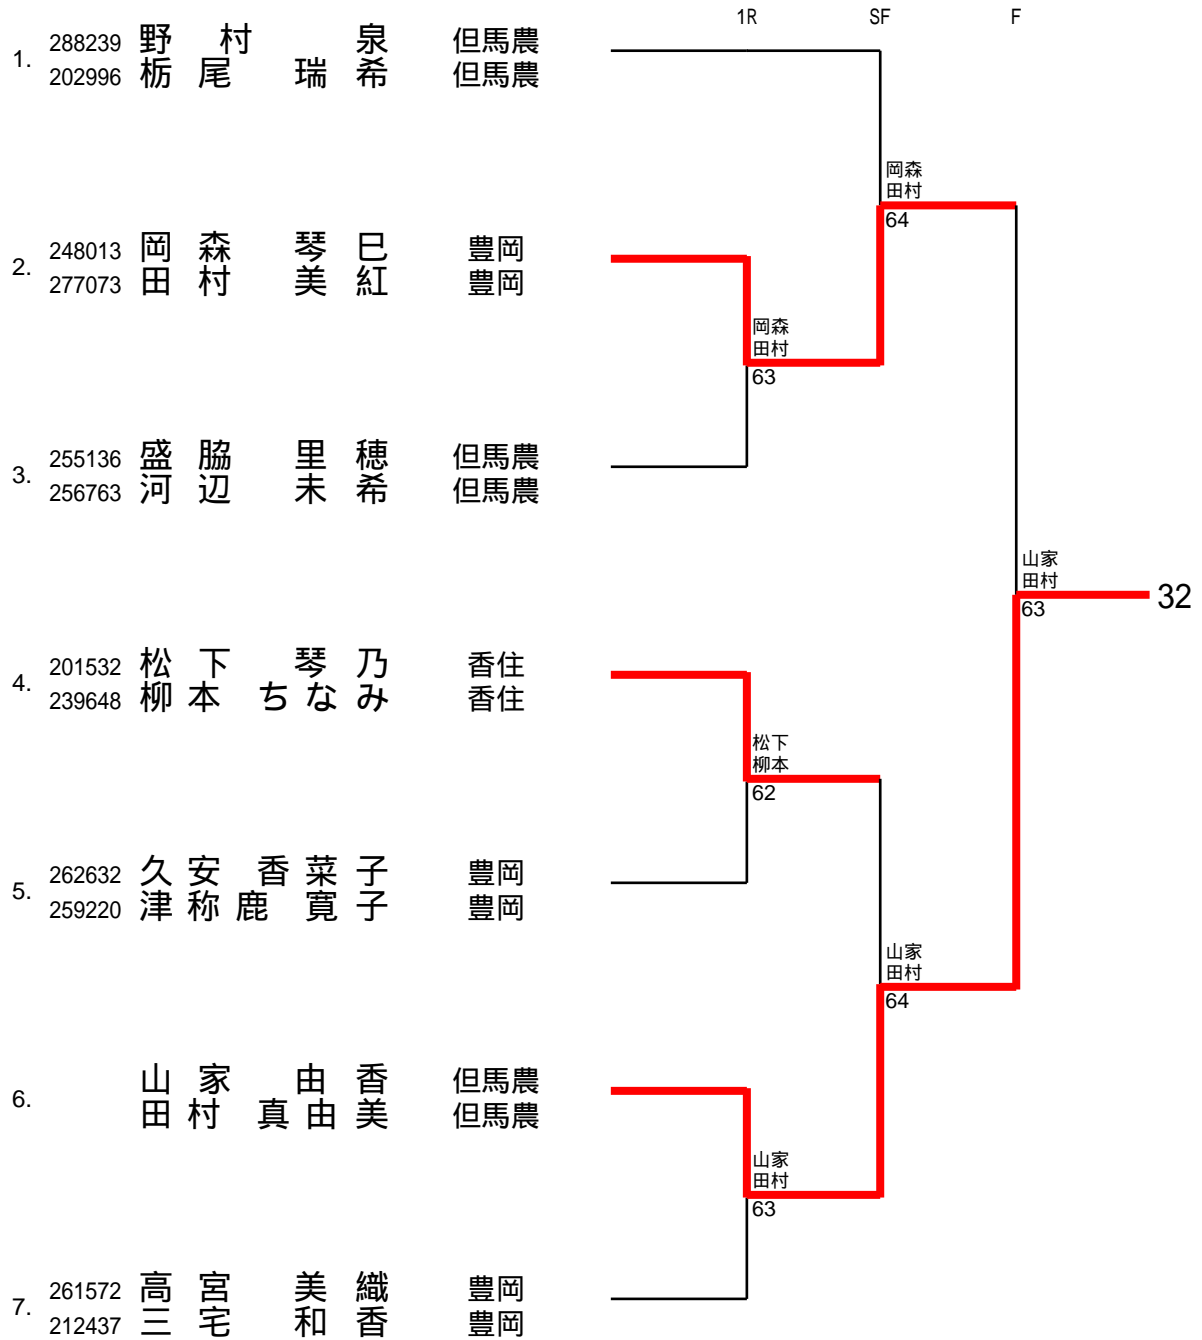 1R SF F
1. 288239 野村 泉 但馬農
202996 栃尾 瑞希 但馬農
岡森
田村
64
2. 248013 岡森 琴巳 豊岡
277073 田村 美紅 豊岡
岡森
田村
63
3. 255136 盛脇 里穂 但馬農
256763 河辺 未希 但馬農
山家
田村
63
32
4. 201532 松下 琴乃 香住
239648 柳本 ちなみ 香住
松下
柳本
62
5. 262632 久安 香菜子 豊岡
259220 津称鹿 寛子 豊岡
山家
田村
64
6. 山家 由香 但馬農
田村 真由美 但馬農
山家
田村
63
7. 261572 高宮 美織 豊岡
212437 三宅 和香 豊岡